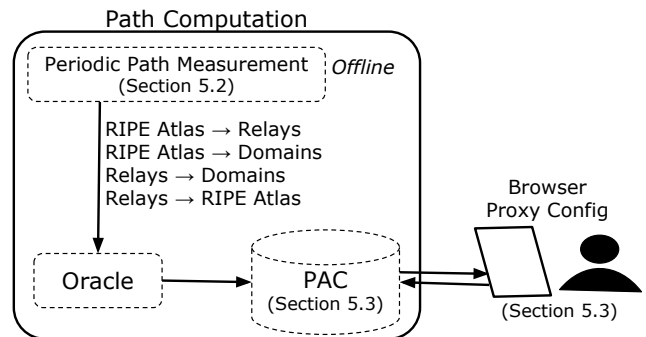 Path Computation
Periodic Path Measurement
(Section 5.2)
Offline
RIPE Atlas → Relays
RIPE Atlas → Domains
Relays → Domains
Relays → RIPE Atlas
Browser
Proxy Config
Oracle
PAC
(Section 5.3)
(Section 5.3)